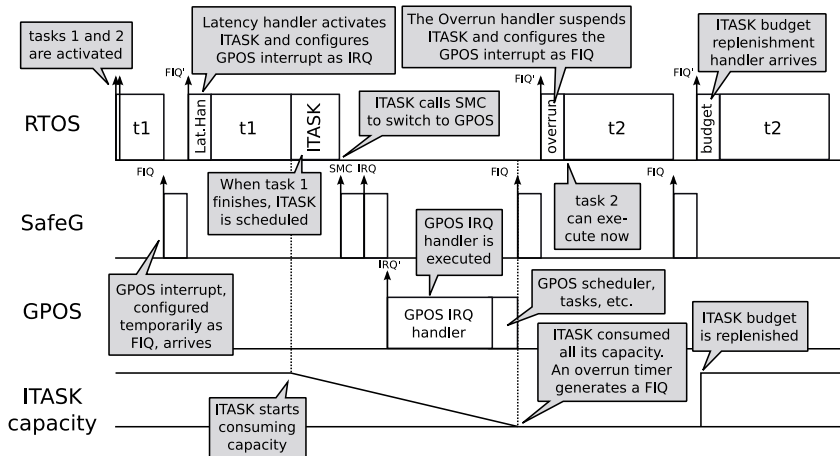 tasks 1 and 2
are activated
Latency handler activates
ITASK and configures
GPOS interrupt as IRQ
The Overrun handler suspends
ITASK and configures the
GPOS interrupt as FIQ
ITASK budget
replenishment
handler arrives
FIQ'
FIQ'
FIQ'
RTOS
t1
Lat.Han
t1
ITASK
ITASK calls SMC
to switch to GPOS
overrun
t2
budget
t2
FIQ
When task 1
finishes, ITASK
is scheduled
SMC
IRQ
FIQ
task 2
can exe-
cute now
FIQ
SafeG
GPOS IRQ
handler is
executed
GPOS interrupt,
configured
temporarily as
FIQ, arrives
IRQ'
GPOS scheduler,
tasks, etc.
GPOS
GPOS IRQ
handler
ITASK consumed
all its capacity.
An overrun timer
generates a FIQ
ITASK budget
is replenished
ITASK
capacity
ITASK starts
consuming
capacity